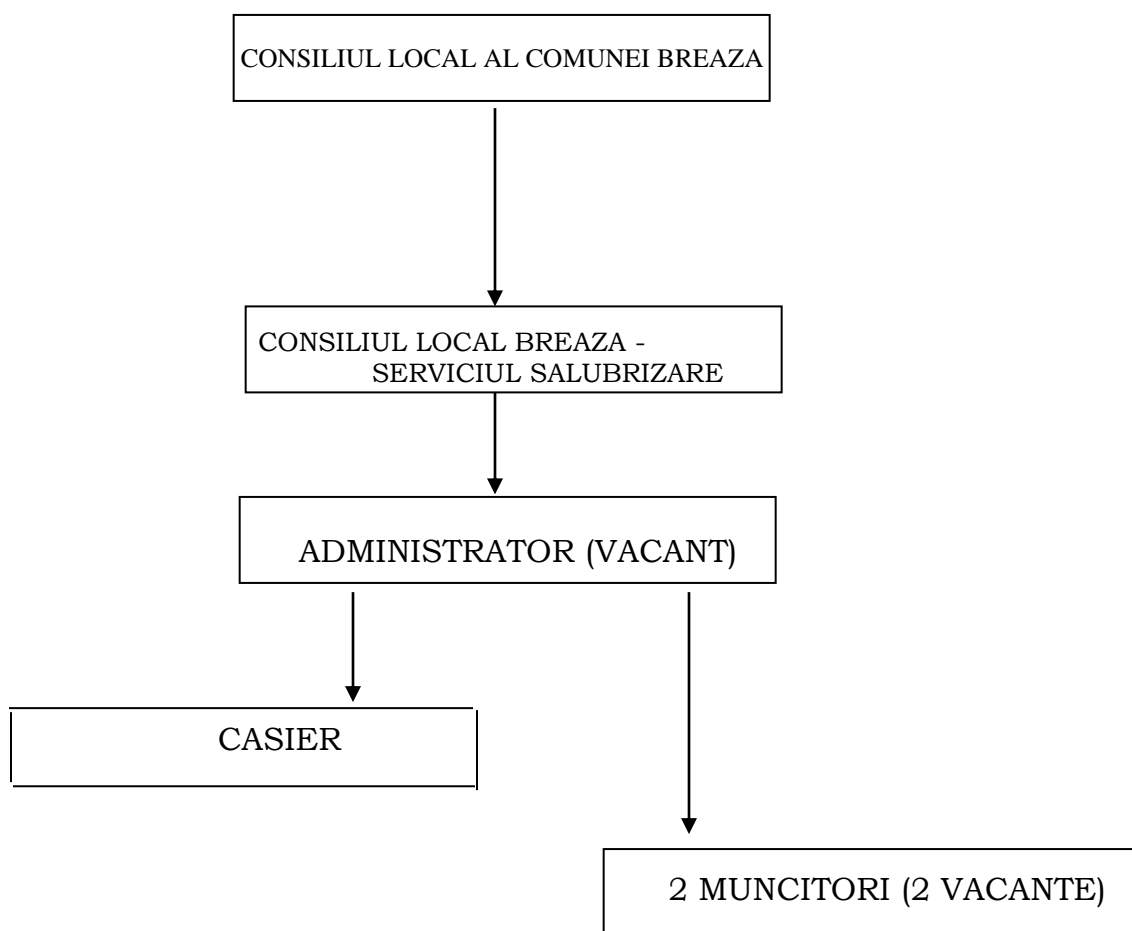 CONSILIUL LOCAL AL COMUNEI BREAZA
CONSILIUL LOCAL BREAZA -
SERVICIUL SALUBRIZARE
ADMINISTRATOR (VACANT)
CASIER
2 MUNCITORI (2 VACANTE)